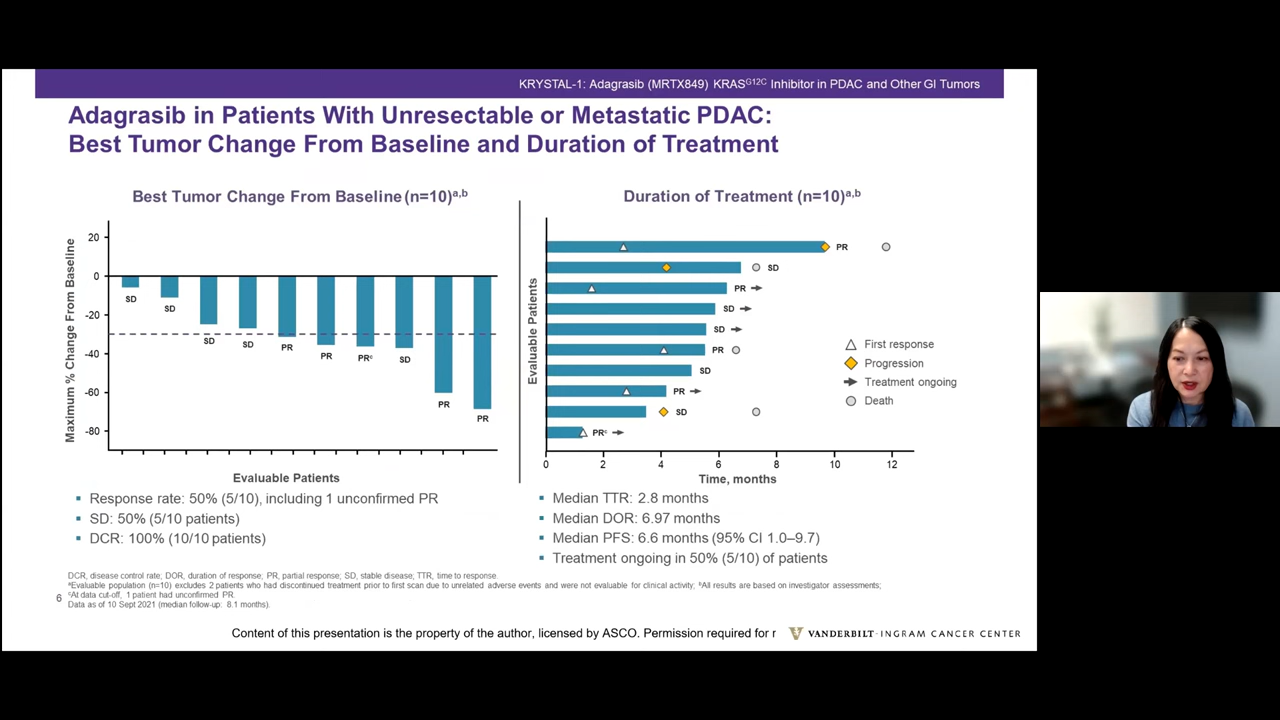 KRYSTAL-1: Adagrasib (MRTX849) KRASG12C Inhibitor in PDAC and Other GI Tumors
Adagrasib in Patients With Unresectable or Metastatic PDAC:
Best Tumor Change From Baseline and Duration of Treatment
Best Tumor Change From Baseline (n=10)a,b
Maximum % Change From Baseline
20
0
-20
-40
-60
-80
SD
SD
SD
SD
PR
PR
PRc
SD
PR
PR
Evaluable Patients
Response rate: 50% (5/10), including 1 unconfirmed PR
SD: 50% (5/10 patients)
DCR: 100% (10/10 patients)
Duration of Treatment (n=10)a,b
Evaluable Patients
PR
SD
PR
SD
SD
PR
SD
PR
SD
PRc
First response
Progression
Treatment ongoing
Death
0 2 4 6 8 10 12
Time, months
Median TTR: 2.8 months
Median DOR: 6.97 months
Median PFS: 6.6 months (95% CI 1.0–9.7)
Treatment ongoing in 50% (5/10) of patients
DCR, disease control rate; DOR, duration of response; PR, partial response; SD, stable disease; TTR, time to response.
aEvaluable population (n=10) excludes 2 patients who had discontinued treatment prior to first scan due to unrelated adverse events and were not evaluable for clinical activity; bAll results are based on investigator assessments;
cAt data cut-off, 1 patient had unconfirmed PR
Data as of 10 Sept 2021 (median follow-up: 8.1 months).
6
Content of this presentation is the property of the author, licensed by ASCO. Permission required for r
VANDERBILT-INGRAM CANCER CENTER